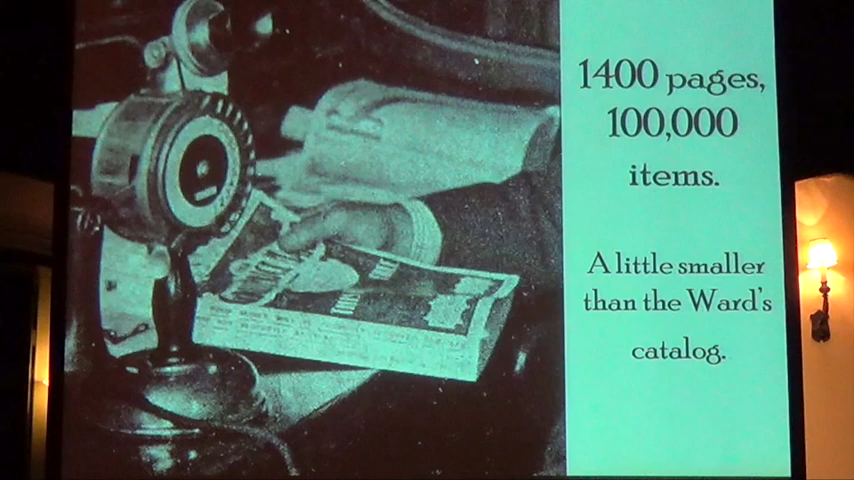 1400 pages,
100,000
items.
A little smaller
than the Ward's
catalog.